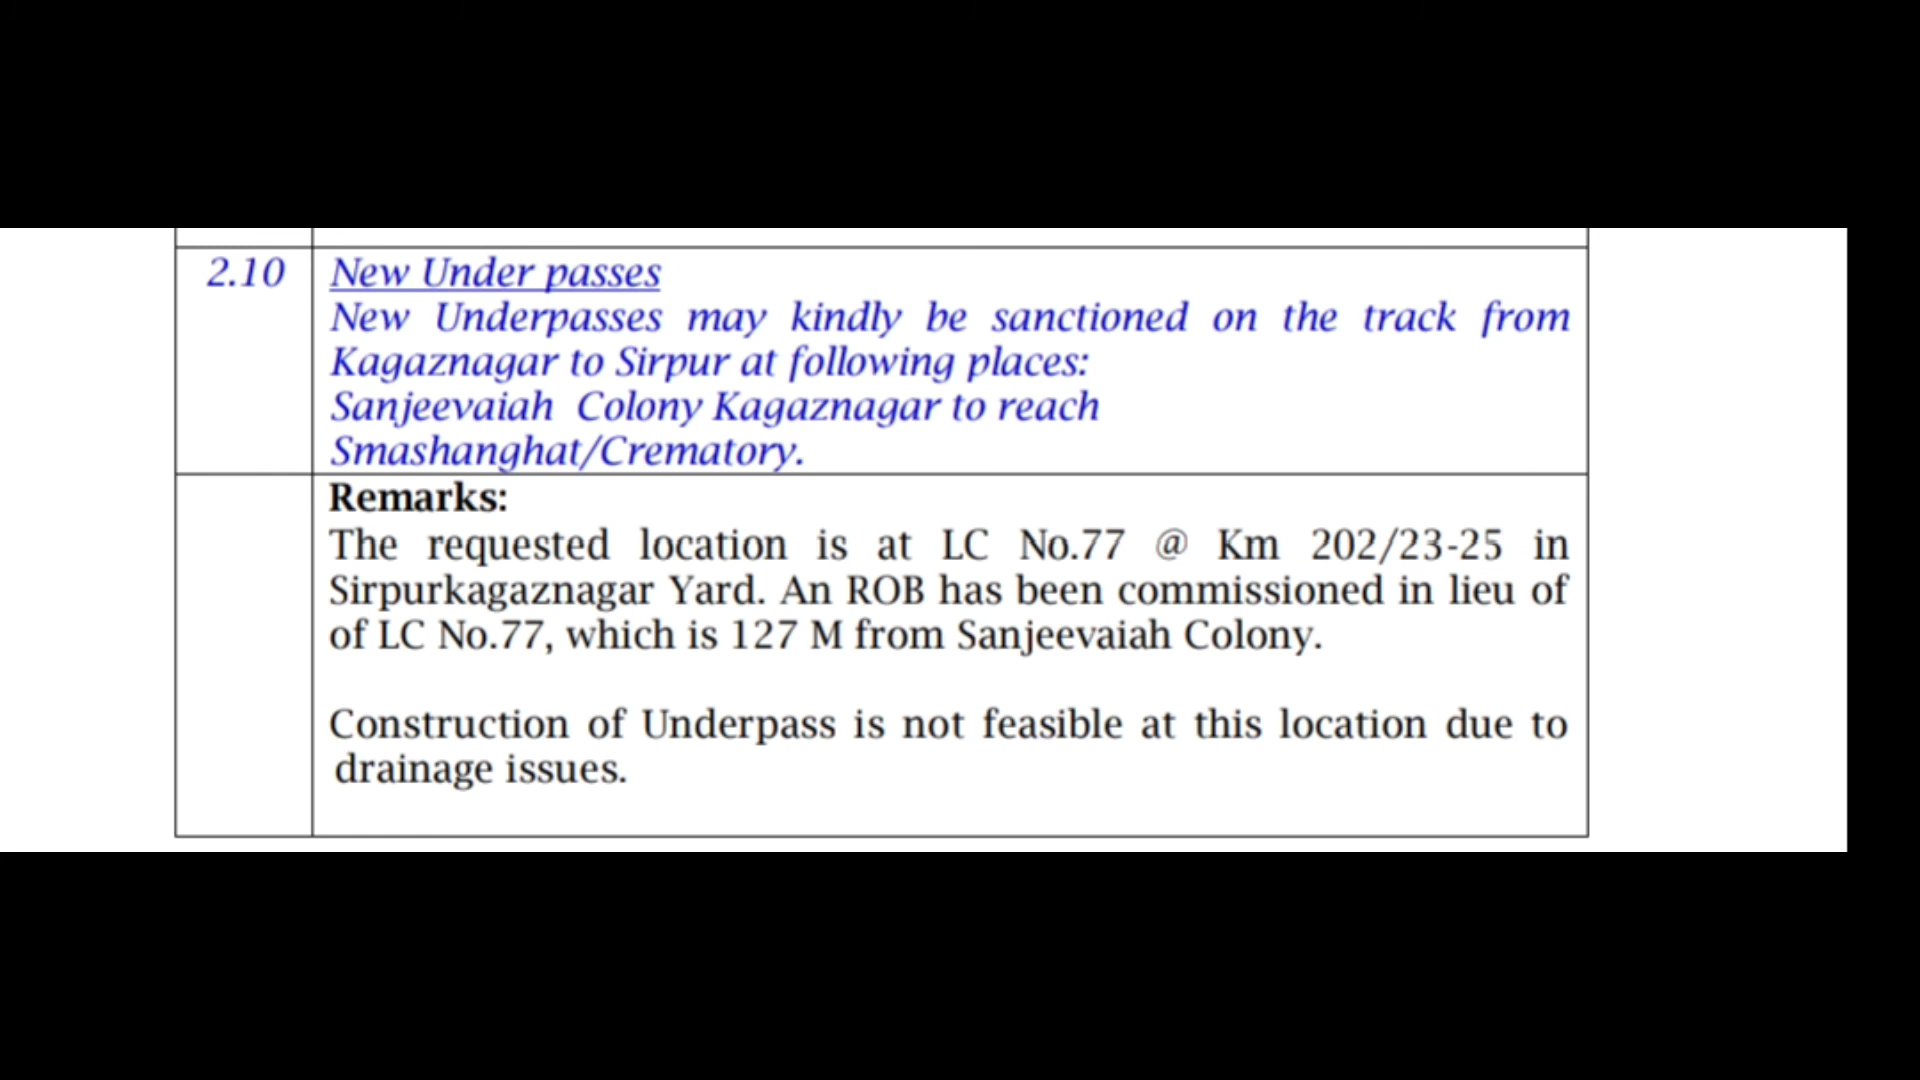 2.10 New Under passes
New Underpasses may kindly be sanctioned on the track from
Kagaznagar to Sirpur at following places:
Sanjeevaiah Colony Kagaznagar to reach
Smashanghat/Crematory.
Remarks:
The requested location is at LC No.77 @ Km 202/23-25 in
Sirpurkagaznagar Yard. An ROB has been commissioned in lieu of
of LC No.77, which is 127 M from Sanjeevaiah Colony.
Construction of Underpass is not feasible at this location due to
drainage issues.